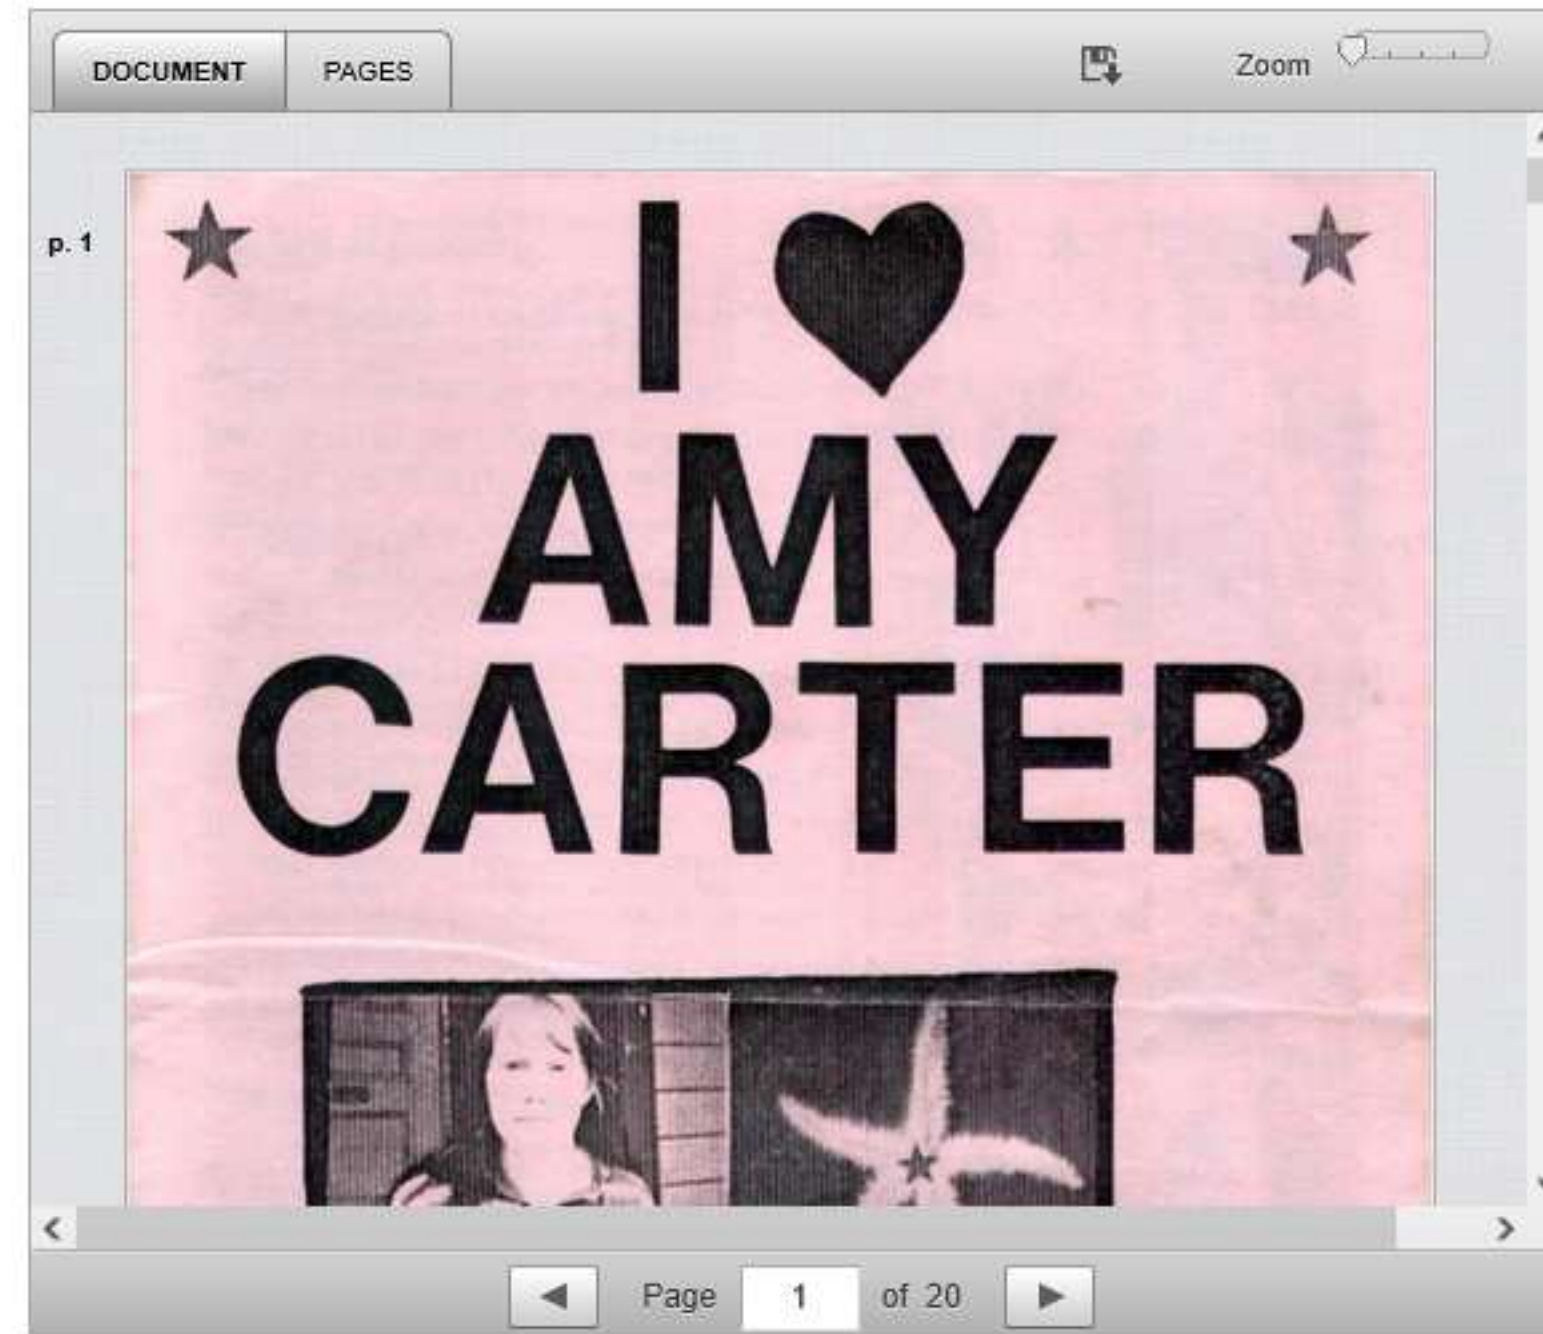 DOCUMENT PAGES Zoom
p. 1
I ♥
AMY
CARTER
Page 1 of 20